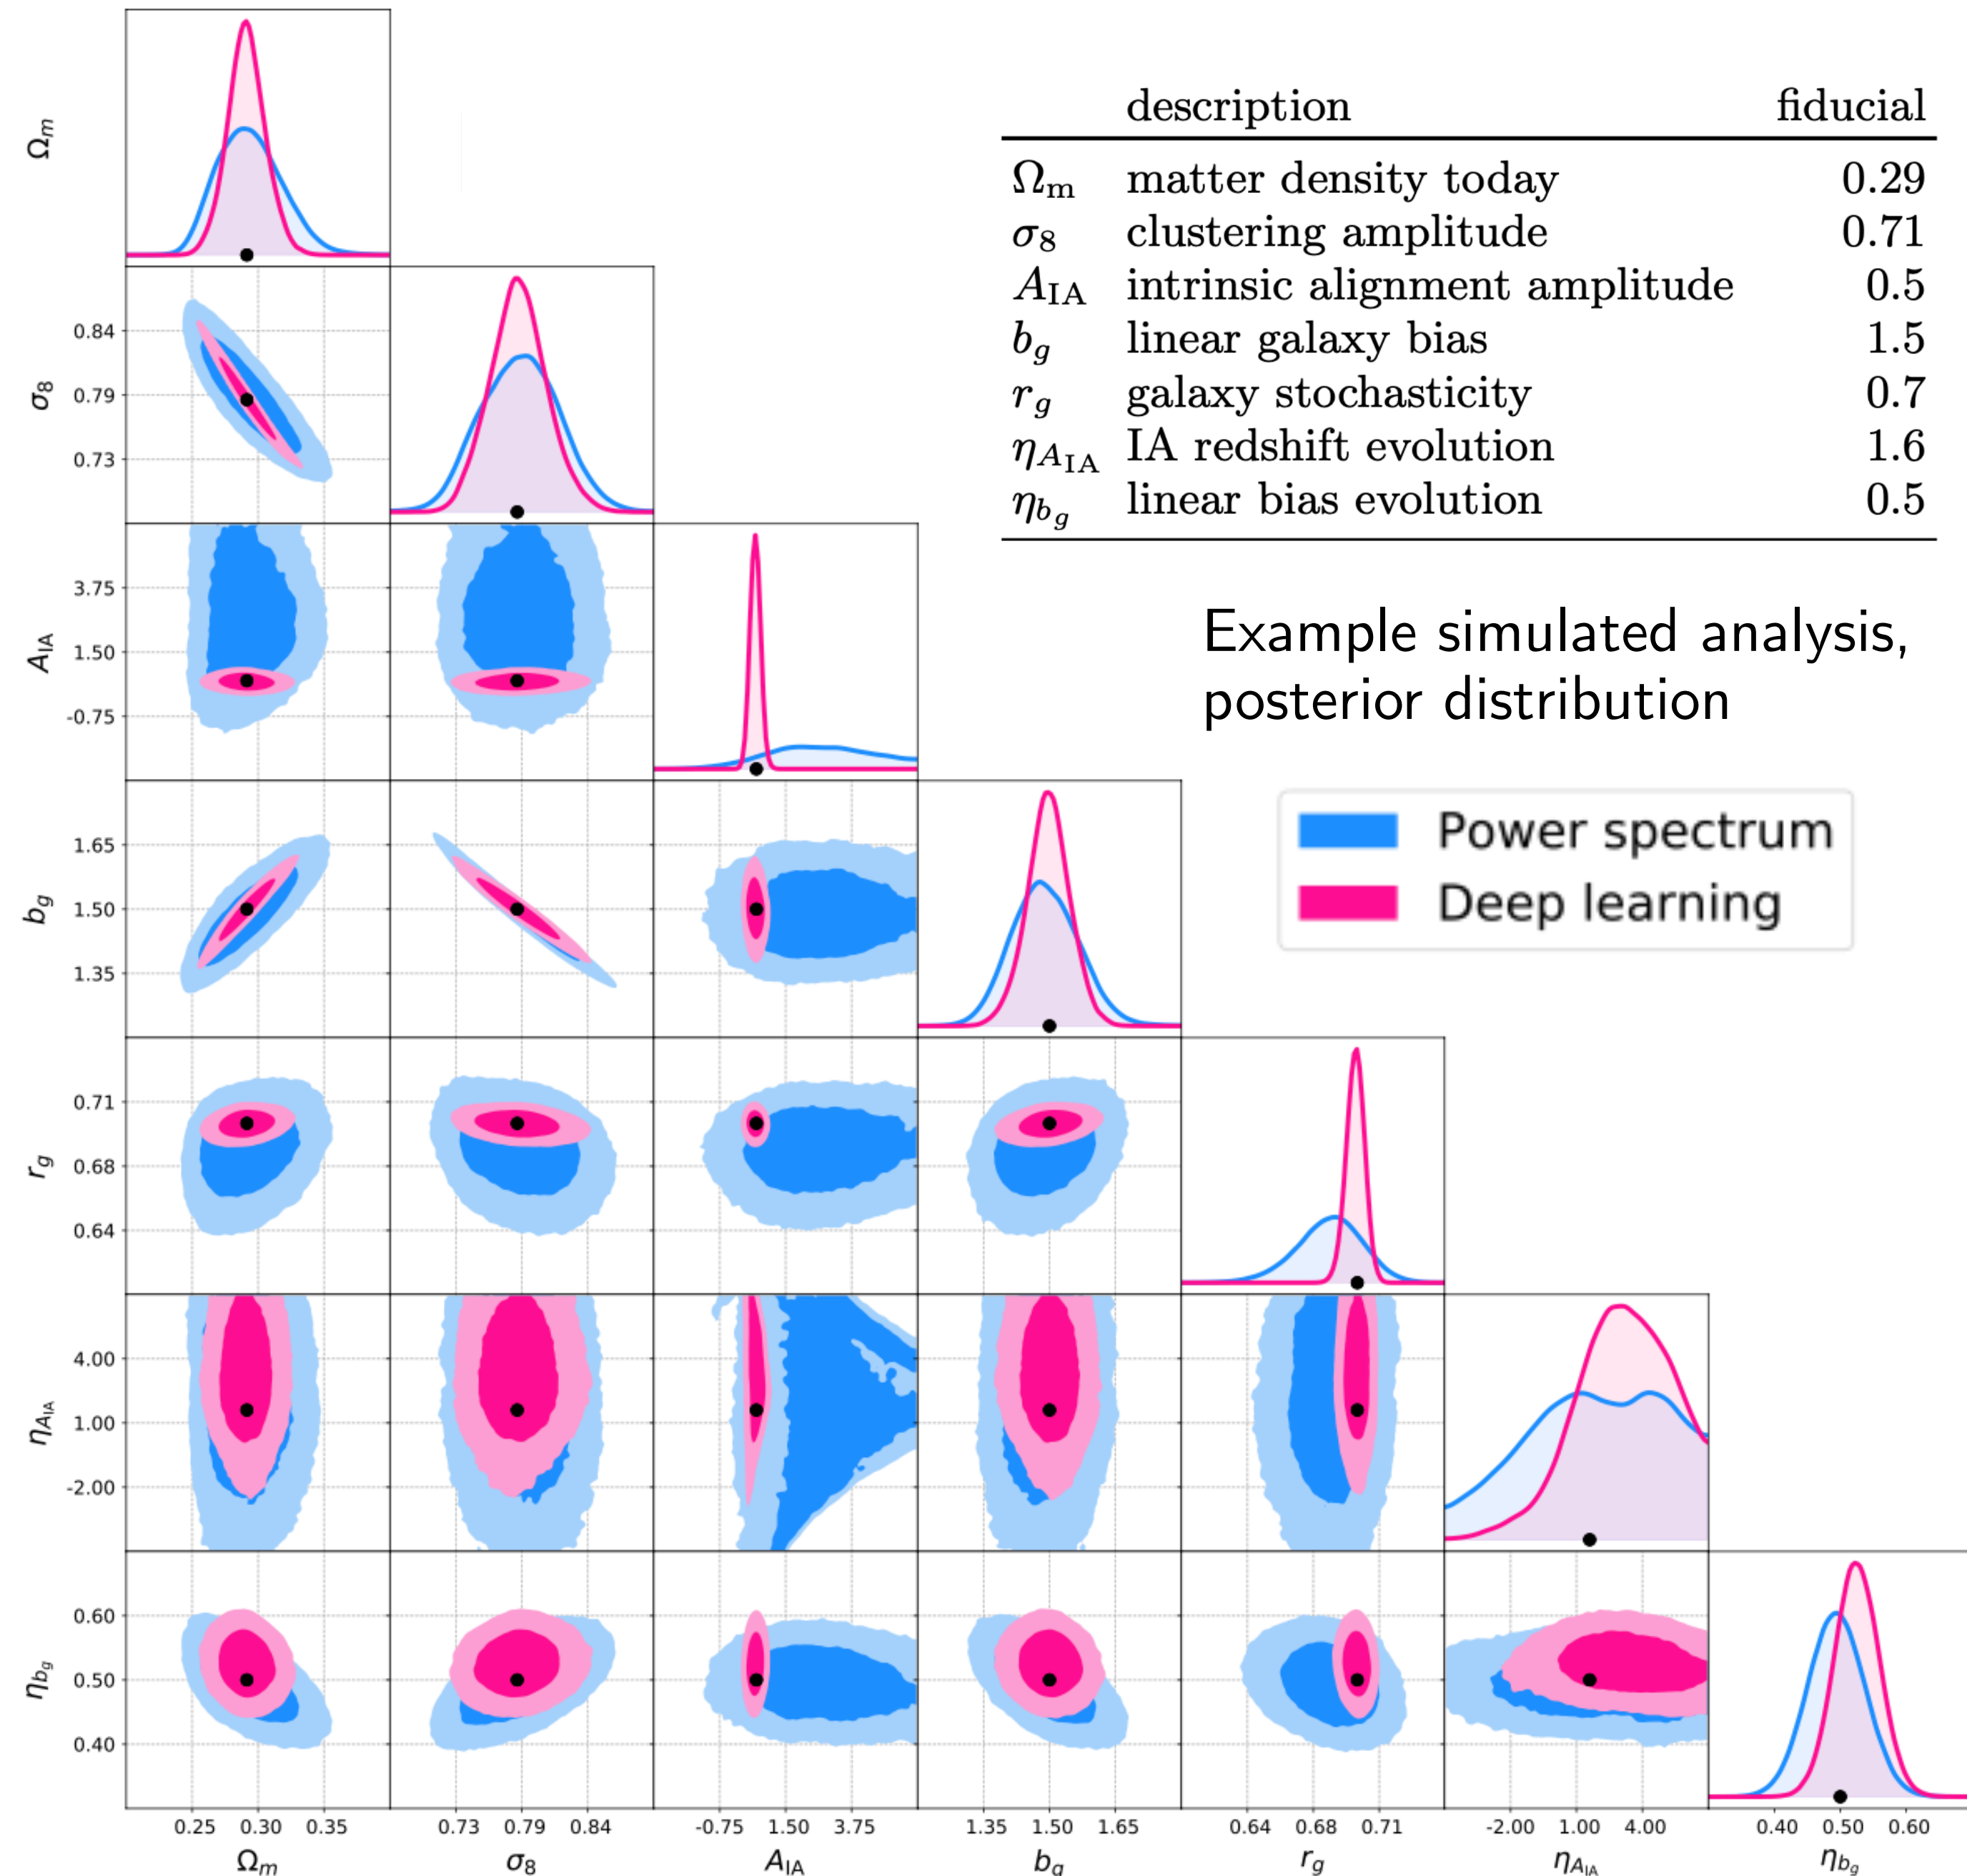 description fiducial
Ωm matter density today 0.29
σ8 clustering amplitude 0.71
AIA intrinsic alignment amplitude 0.5
bg linear galaxy bias 1.5
rg galaxy stochasticity 0.7
ηAIA IA redshift evolution 1.6
ηbg linear bias evolution 0.5
Example simulated analysis,
posterior distribution
Power spectrum
Deep learning
Ωm
σ8
0.84
0.79
0.73
AIA
3.75
1.50
-0.75
bg
1.65
1.50
1.35
rg
0.71
0.68
0.64
ηAIA
4.00
1.00
-2.00
ηbg
0.60
0.50
0.40
0.25 0.30 0.35 0.73 0.79 0.84 -0.75 1.50 3.75 1.35 1.50 1.65 0.64 0.68 0.71 -2.00 1.00 4.00 0.40 0.50 0.60
Ωm σ8 AIA bg rg ηAIA ηbg